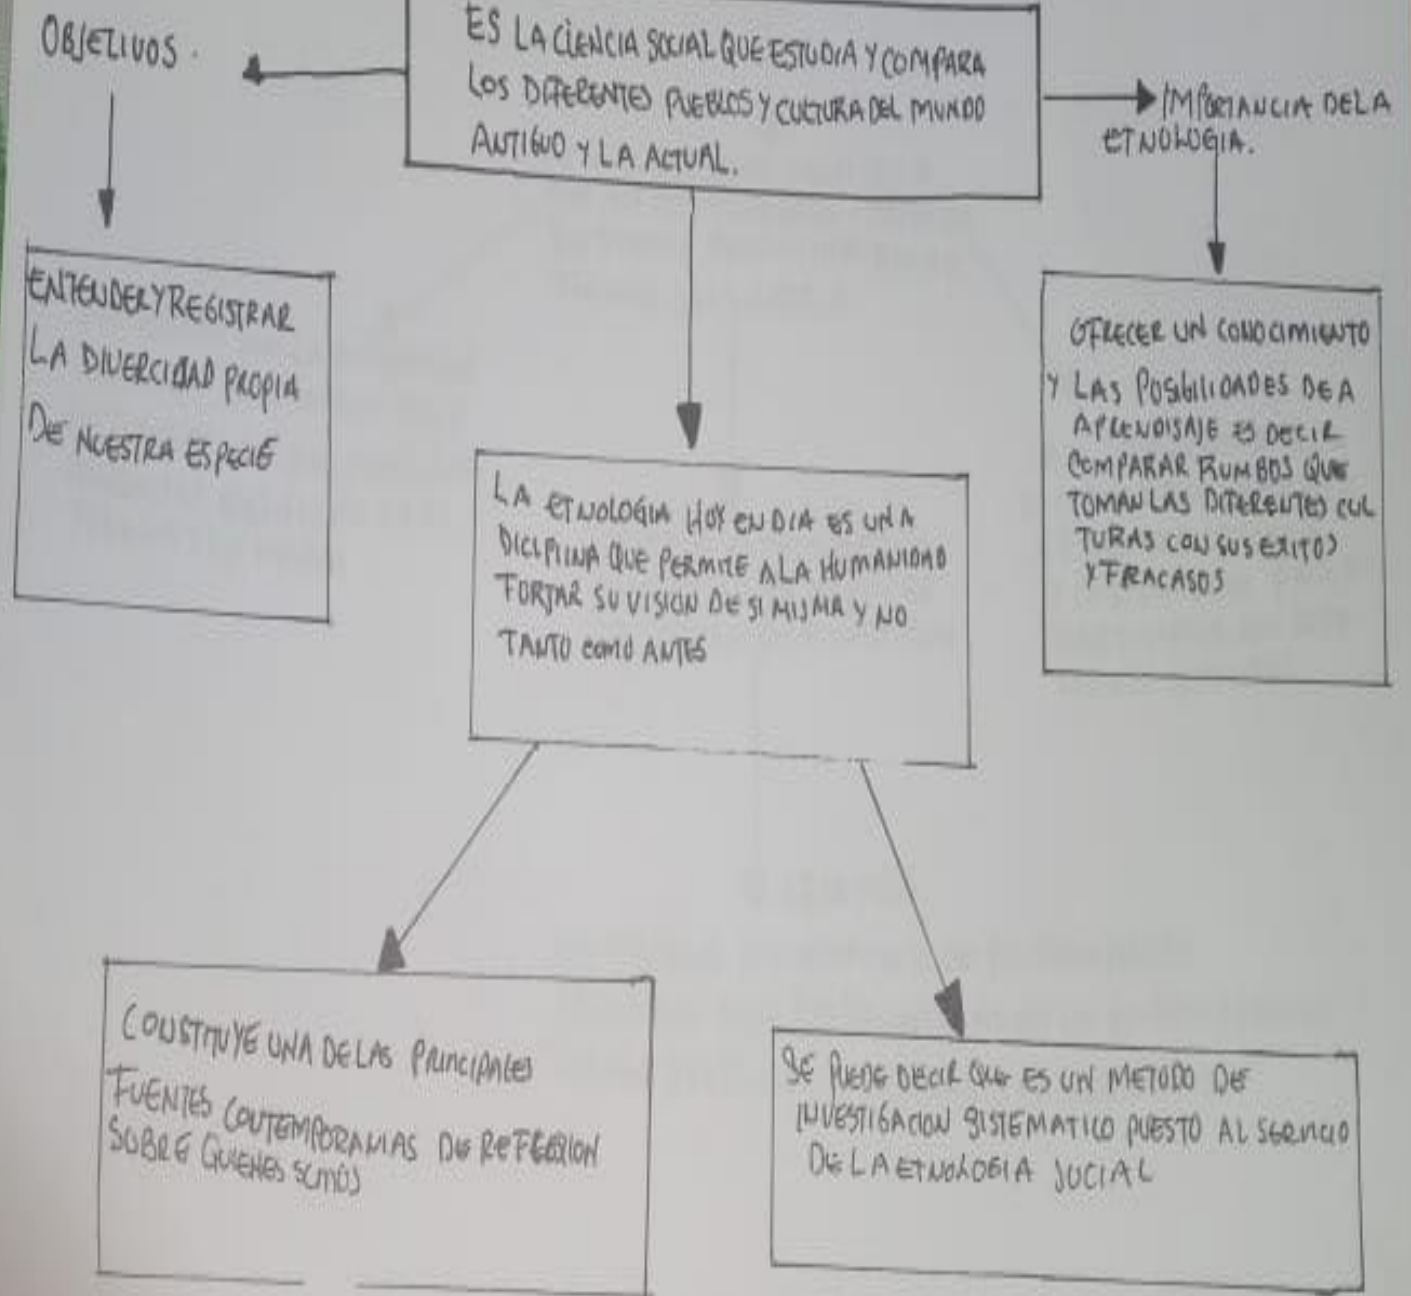 OBJETIVOS.
ES LA CIENCIA SOCIAL QUE ESTUDIA Y COMPARA
LOS DIFERENTES PUEBLOS Y CULTURA DEL MUNDO
ANTIGUO Y LA ACTUAL.
IMPORTANCIA DE LA
ETNOLOGIA.
ENTENDER Y REGISTRAR
LA DIVERCIDAD PROPIA
DE NUESTRA ESPECIE
OFRECER UN CONOCIMIENTO
Y LAS POSIBILIDADES DE A
APRENDISAJE ES DECIR
COMPARAR RUMBOS QUE
TOMAN LAS DIFERENTES CUL
TURAS CON SUS EXITOS
Y FRACASOS
LA ETNOLOGIA HOY EN DIA ES UNA
DICIPLINA QUE PERMITE A LA HUMANIDAD
FORJAR SU VISION DE SI MISMA Y NO
TANTO COMO ANTES
CONSTITUYE UNA DE LAS PRINCIPALES
FUENTES CONTEMPORANIAS DE REFLEXION
SOBRE QUIENES SOMOS
SE PUEDE DECIR QUE ES UN METODO DE
INVESTIGACION SISTEMATICO PUESTO AL SERVICIO
DE LA ETNOLOGIA SOCIAL